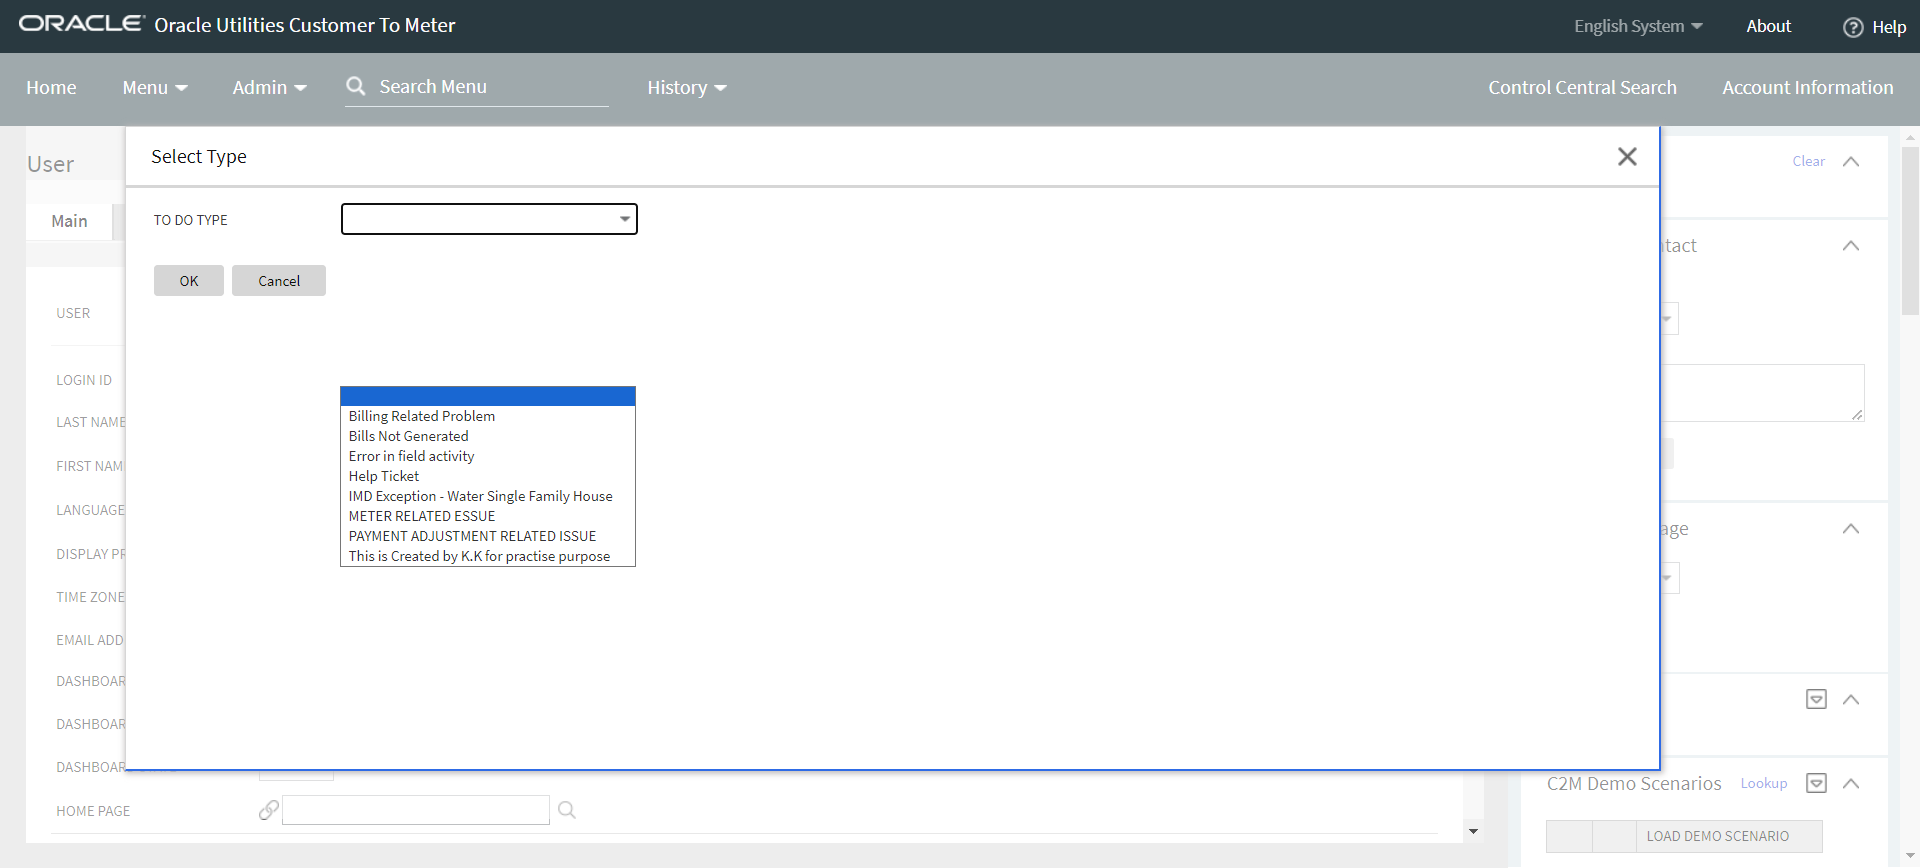 ORACLE Oracle Utilities Customer To Meter
English System
About
Help
Home
Menu
Admin
Search Menu
History
Control Central Search
Account Information
User
Select Type
Clear
Main
TO DO TYPE
OK
Cancel
USER
LOGIN ID
LAST NAME
FIRST NAM
LANGUAGE
DISPLAY PR
TIME ZONE
EMAIL ADD
DASHBOAR
DASHBOAR
DASHBOAR
HOME PAGE
Billing Related Problem
Bills Not Generated
Error in field activity
Help Ticket
IMD Exception - Water Single Family House
METER RELATED ESSUE
PAYMENT ADJUSTMENT RELATED ISSUE
This is Created by K.K for practise purpose
tact
age
C2M Demo Scenarios
Lookup
LOAD DEMO SCENARIO